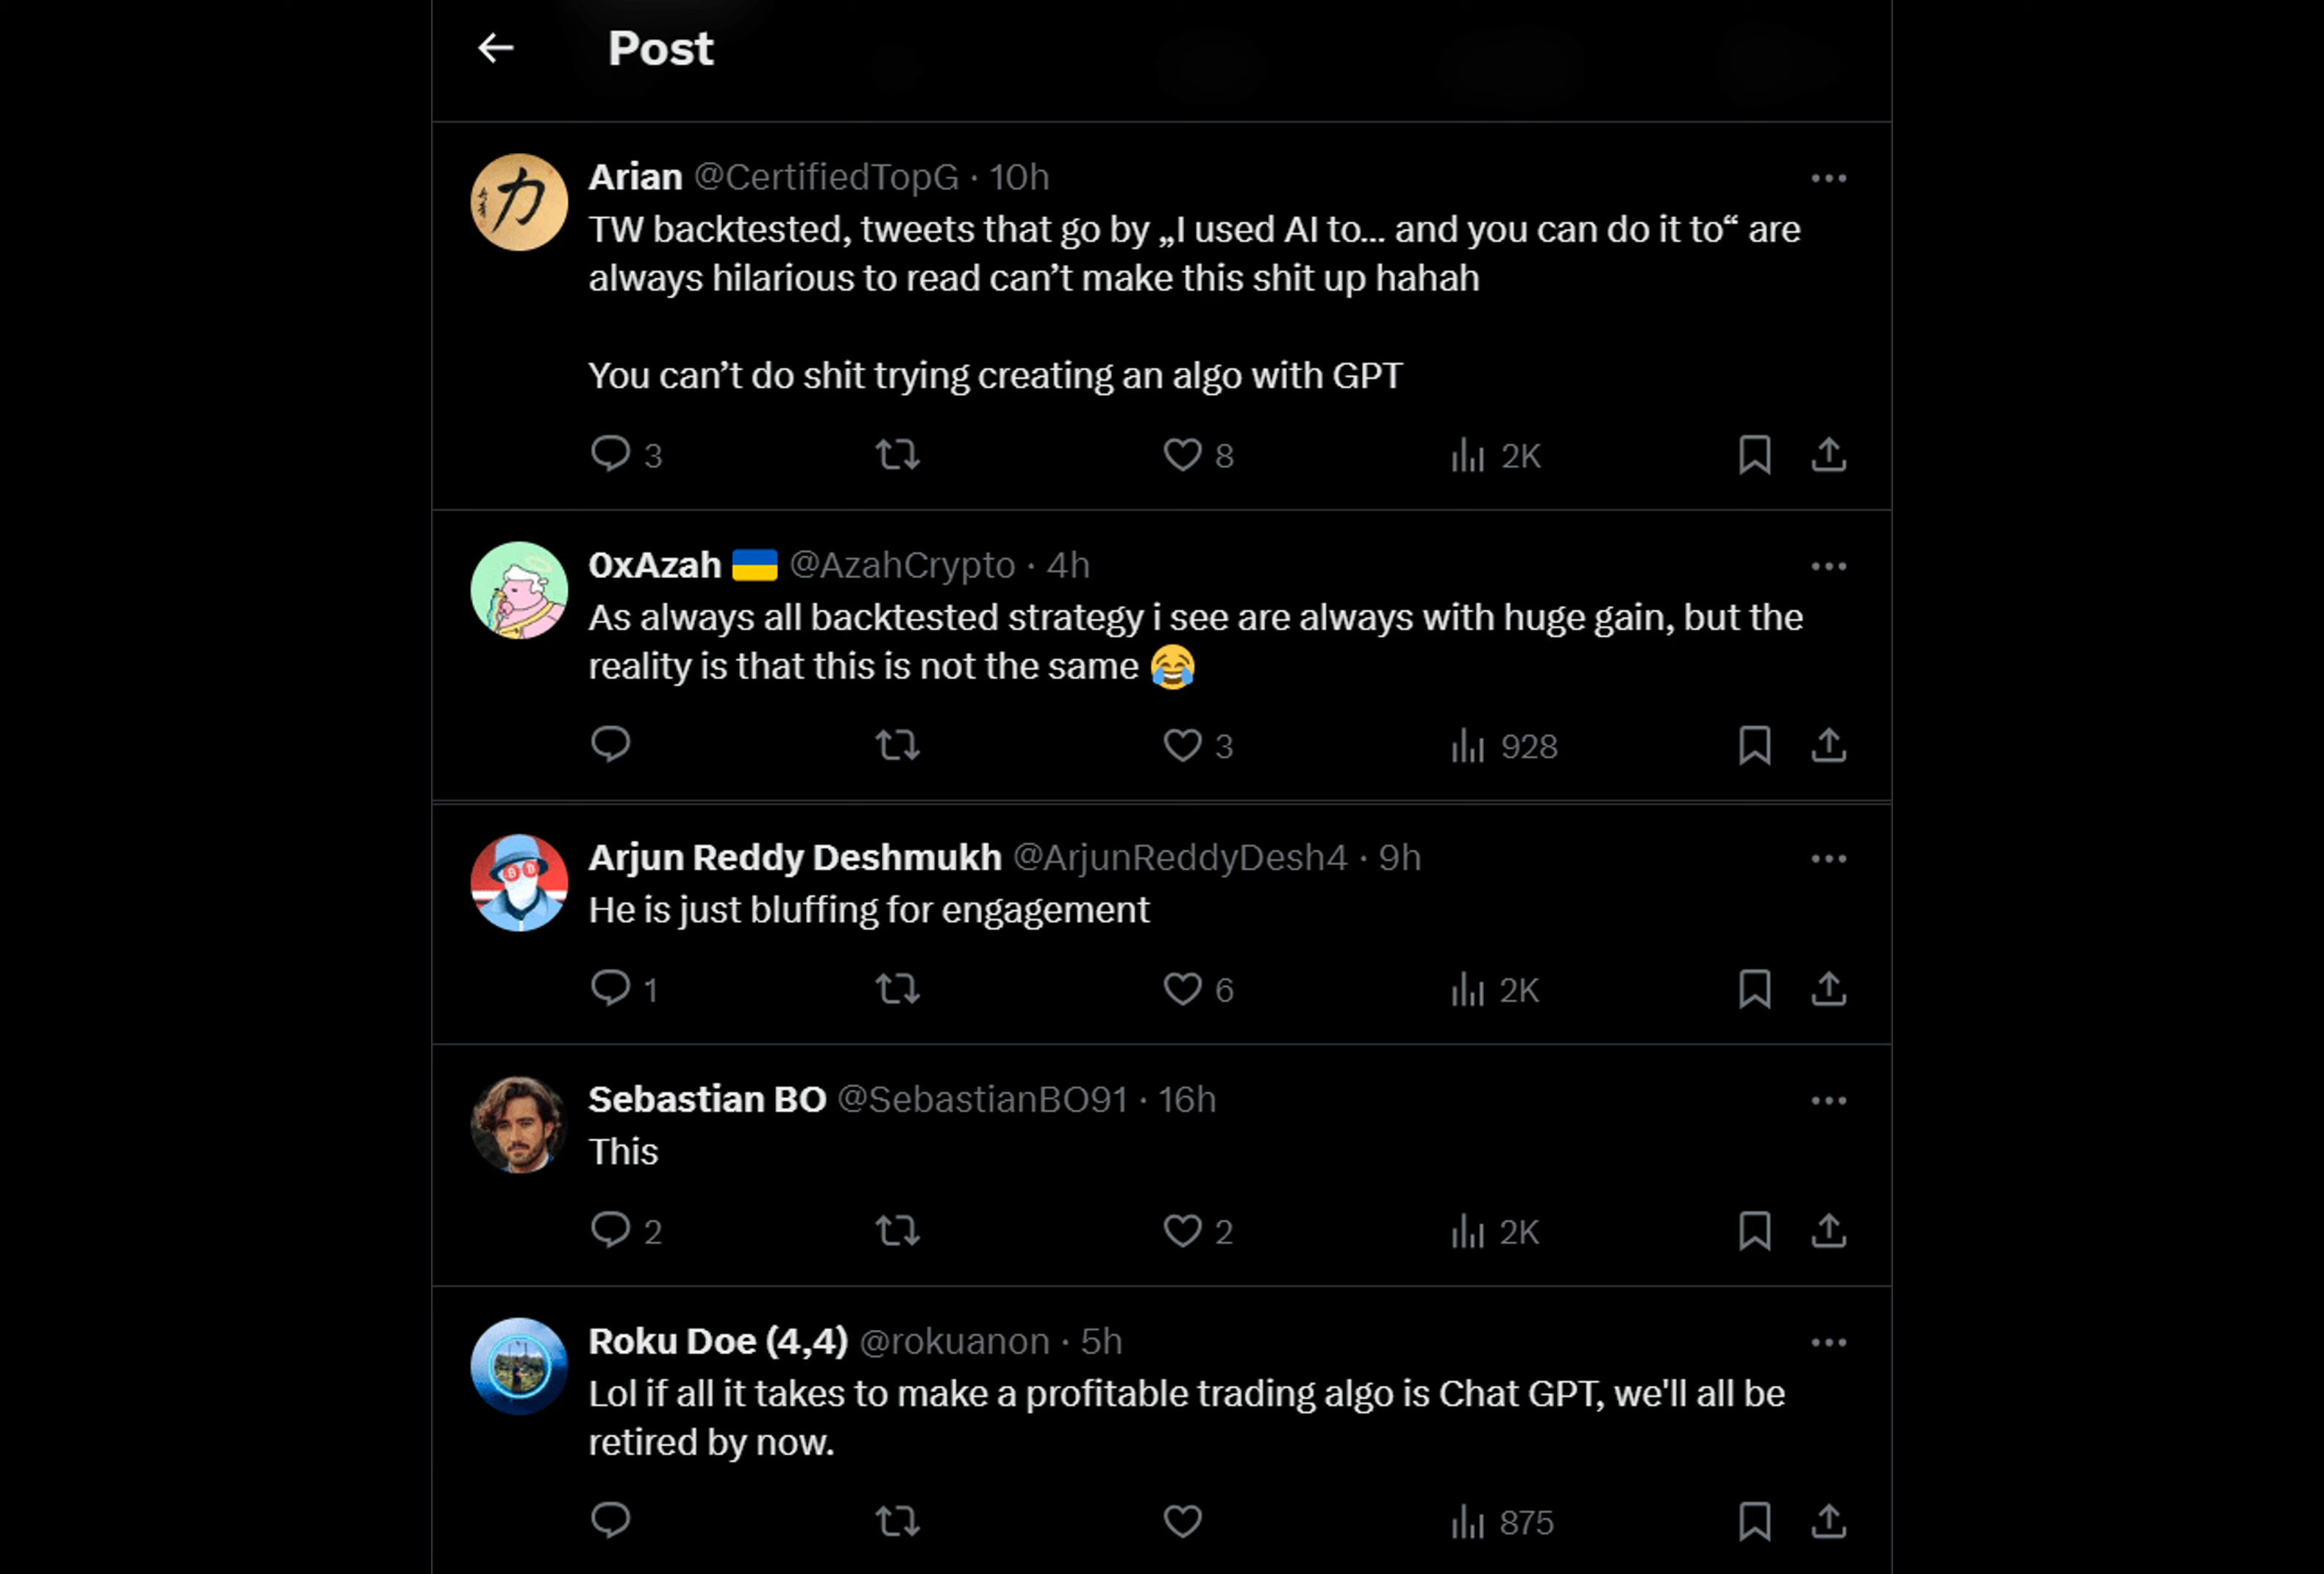 Post
Arian @CertifiedTopG · 10h
TW backtested, tweets that go by „I used AI to... and you can do it to“ are
always hilarious to read can’t make this shit up hahah
You can’t do shit trying creating an algo with GPT
3 8 2K
0xAzah 🇺🇦 @AzahCrypto · 4h
As always all backtested strategy i see are always with huge gain, but the
reality is that this is not the same 😂
3 928
Arjun Reddy Deshmukh @ArjunReddyDesh4 · 9h
He is just bluffing for engagement
1 6 2K
Sebastian BO @SebastianBO91 · 16h
This
2 2 2K
Roku Doe (4,4) @rokuanon · 5h
Lol if all it takes to make a profitable trading algo is Chat GPT, we'll all be
retired by now.
875